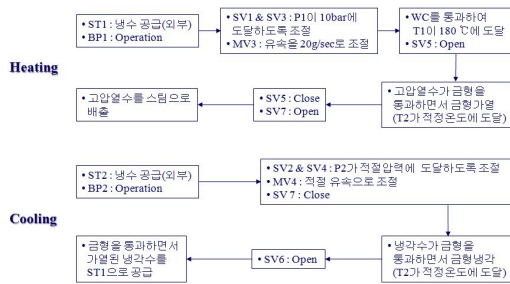 • ST1 : 냉수 공급(외부)
• BP1 : Operation
• SV1 & SV3 : P1이 10bar에
도달하도록 조절
• MV3 : 유속을 20g/sec로 조절
• WC를 통과하여
T1이 180 ℃에 도달
• SV5 : Open
Heating
• 고압열수를 스팀으로
배출
• SV5 : Close
• SV7 : Open
• 고압열수가 금형을
통과하면서 금형가열
(T2가 적정온도에 도달)
• ST2 : 냉수 공급(외부)
• BP2 : Operation
• SV2 & SV4 : P2가 적절압력에 도달하도록 조절
• MV4 : 적절 유속으로 조절
• SV 7 : Close
Cooling
• 금형을 통과하면서
가열된 냉각수를
ST1으로 공급
• SV6 : Open
• 냉각수가 금형을
통과하면서 금형냉각
(T2가 적정온도에 도달)